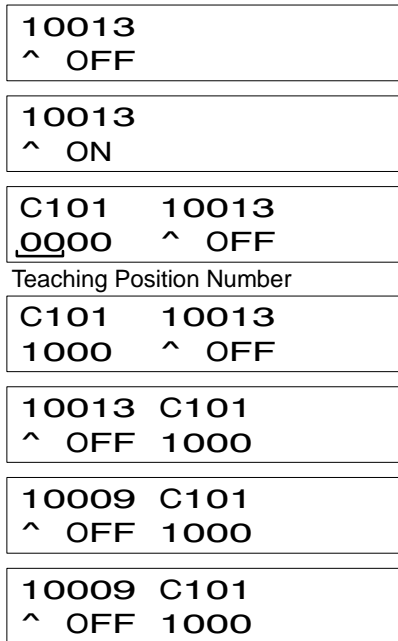 10013
^ OFF
10013
^ ON
C101 10013
0000 ^ OFF
Teaching Position Number
C101 10013
1000 ^ OFF
10013 C101
^ OFF 1000
10009 C101
^ OFF 1000
10009 C101
^ OFF 1000